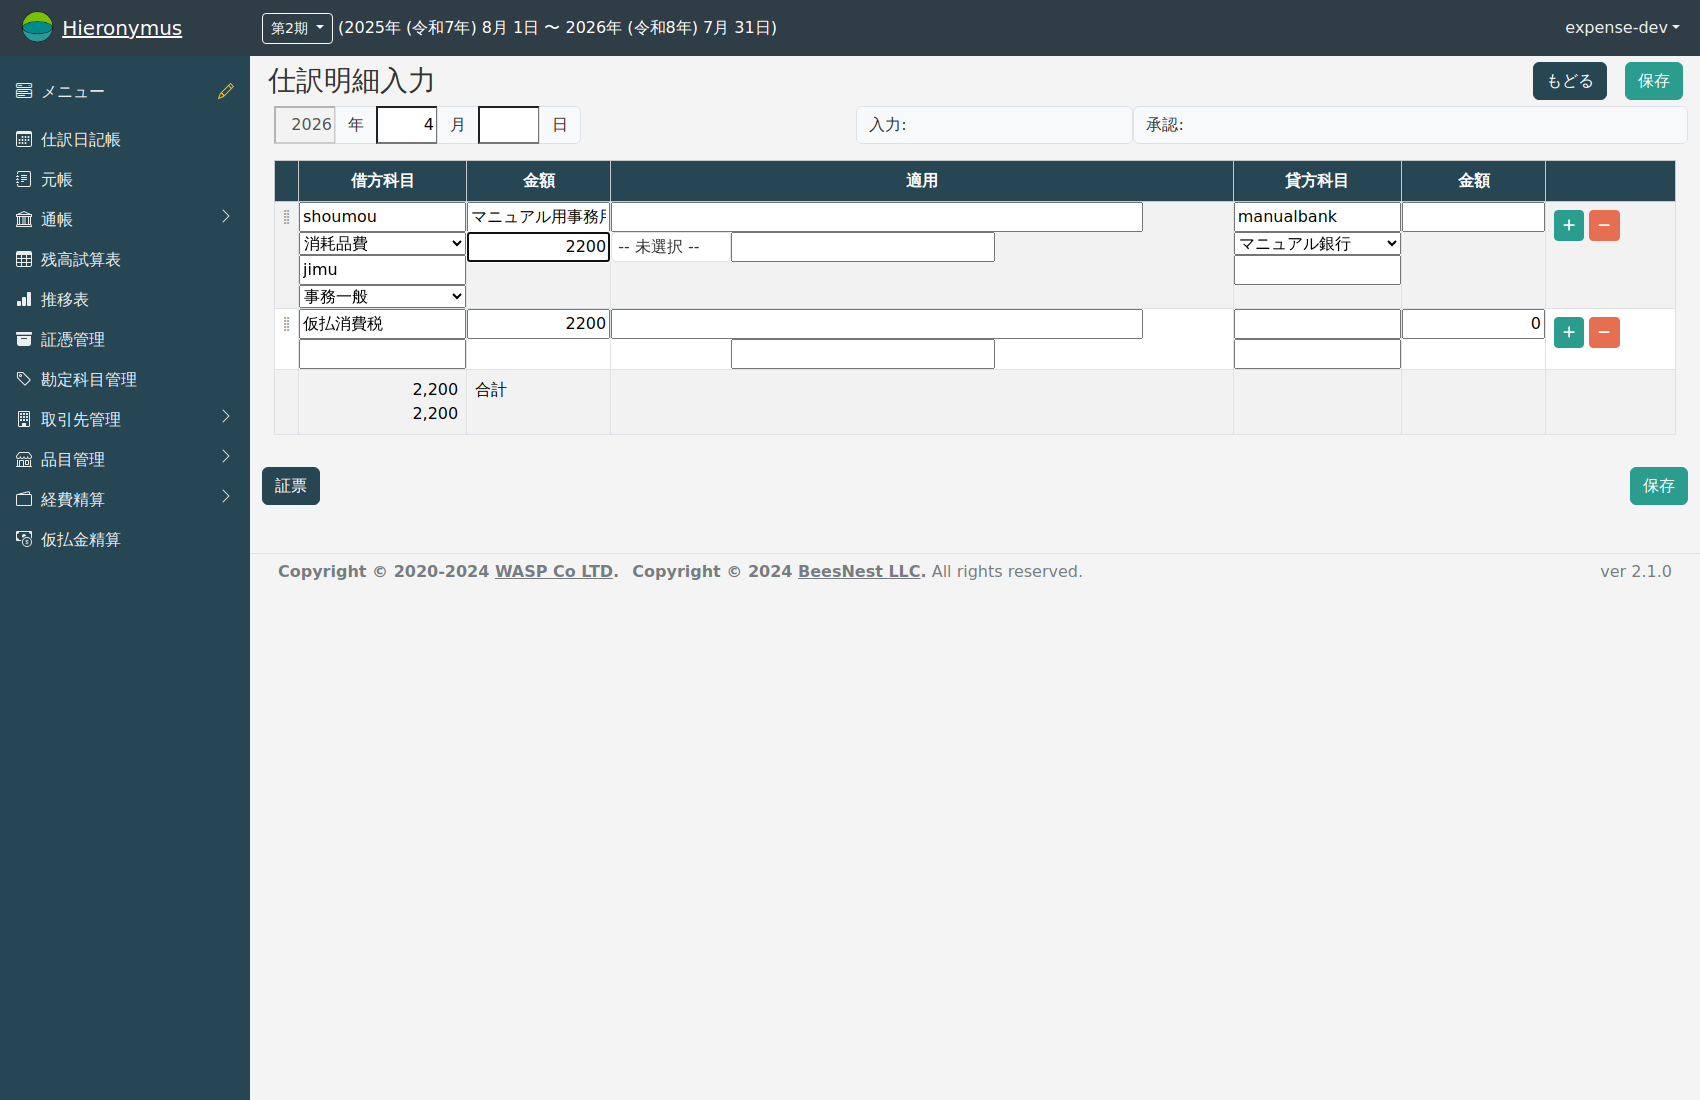 Hieronymus
第2期 (2025年 (令和7年) 8月 1日 〜 2026年 (令和8年) 7月 31日)
expense-dev
メニュー
仕訳日記帳
元帳
通帳
残高試算表
推移表
証憑管理
勘定科目管理
取引先管理
品目管理
経費精算
仮払金精算
仕訳明細入力
もどる
保存
2026 年 4 月 日
入力:
承認:
借方科目 金額 適用 貸方科目 金額
shoumou マニュアル用事務 manualbank
消耗品費 2200 -- 未選択 -- マニュアル銀行
jimu
事務一般
仮払消費税 2200 0
2,200 合計
2,200
証票
保存
Copyright © 2020-2024 WASP Co LTD. Copyright © 2024 BeesNest LLC. All rights reserved.
ver 2.1.0